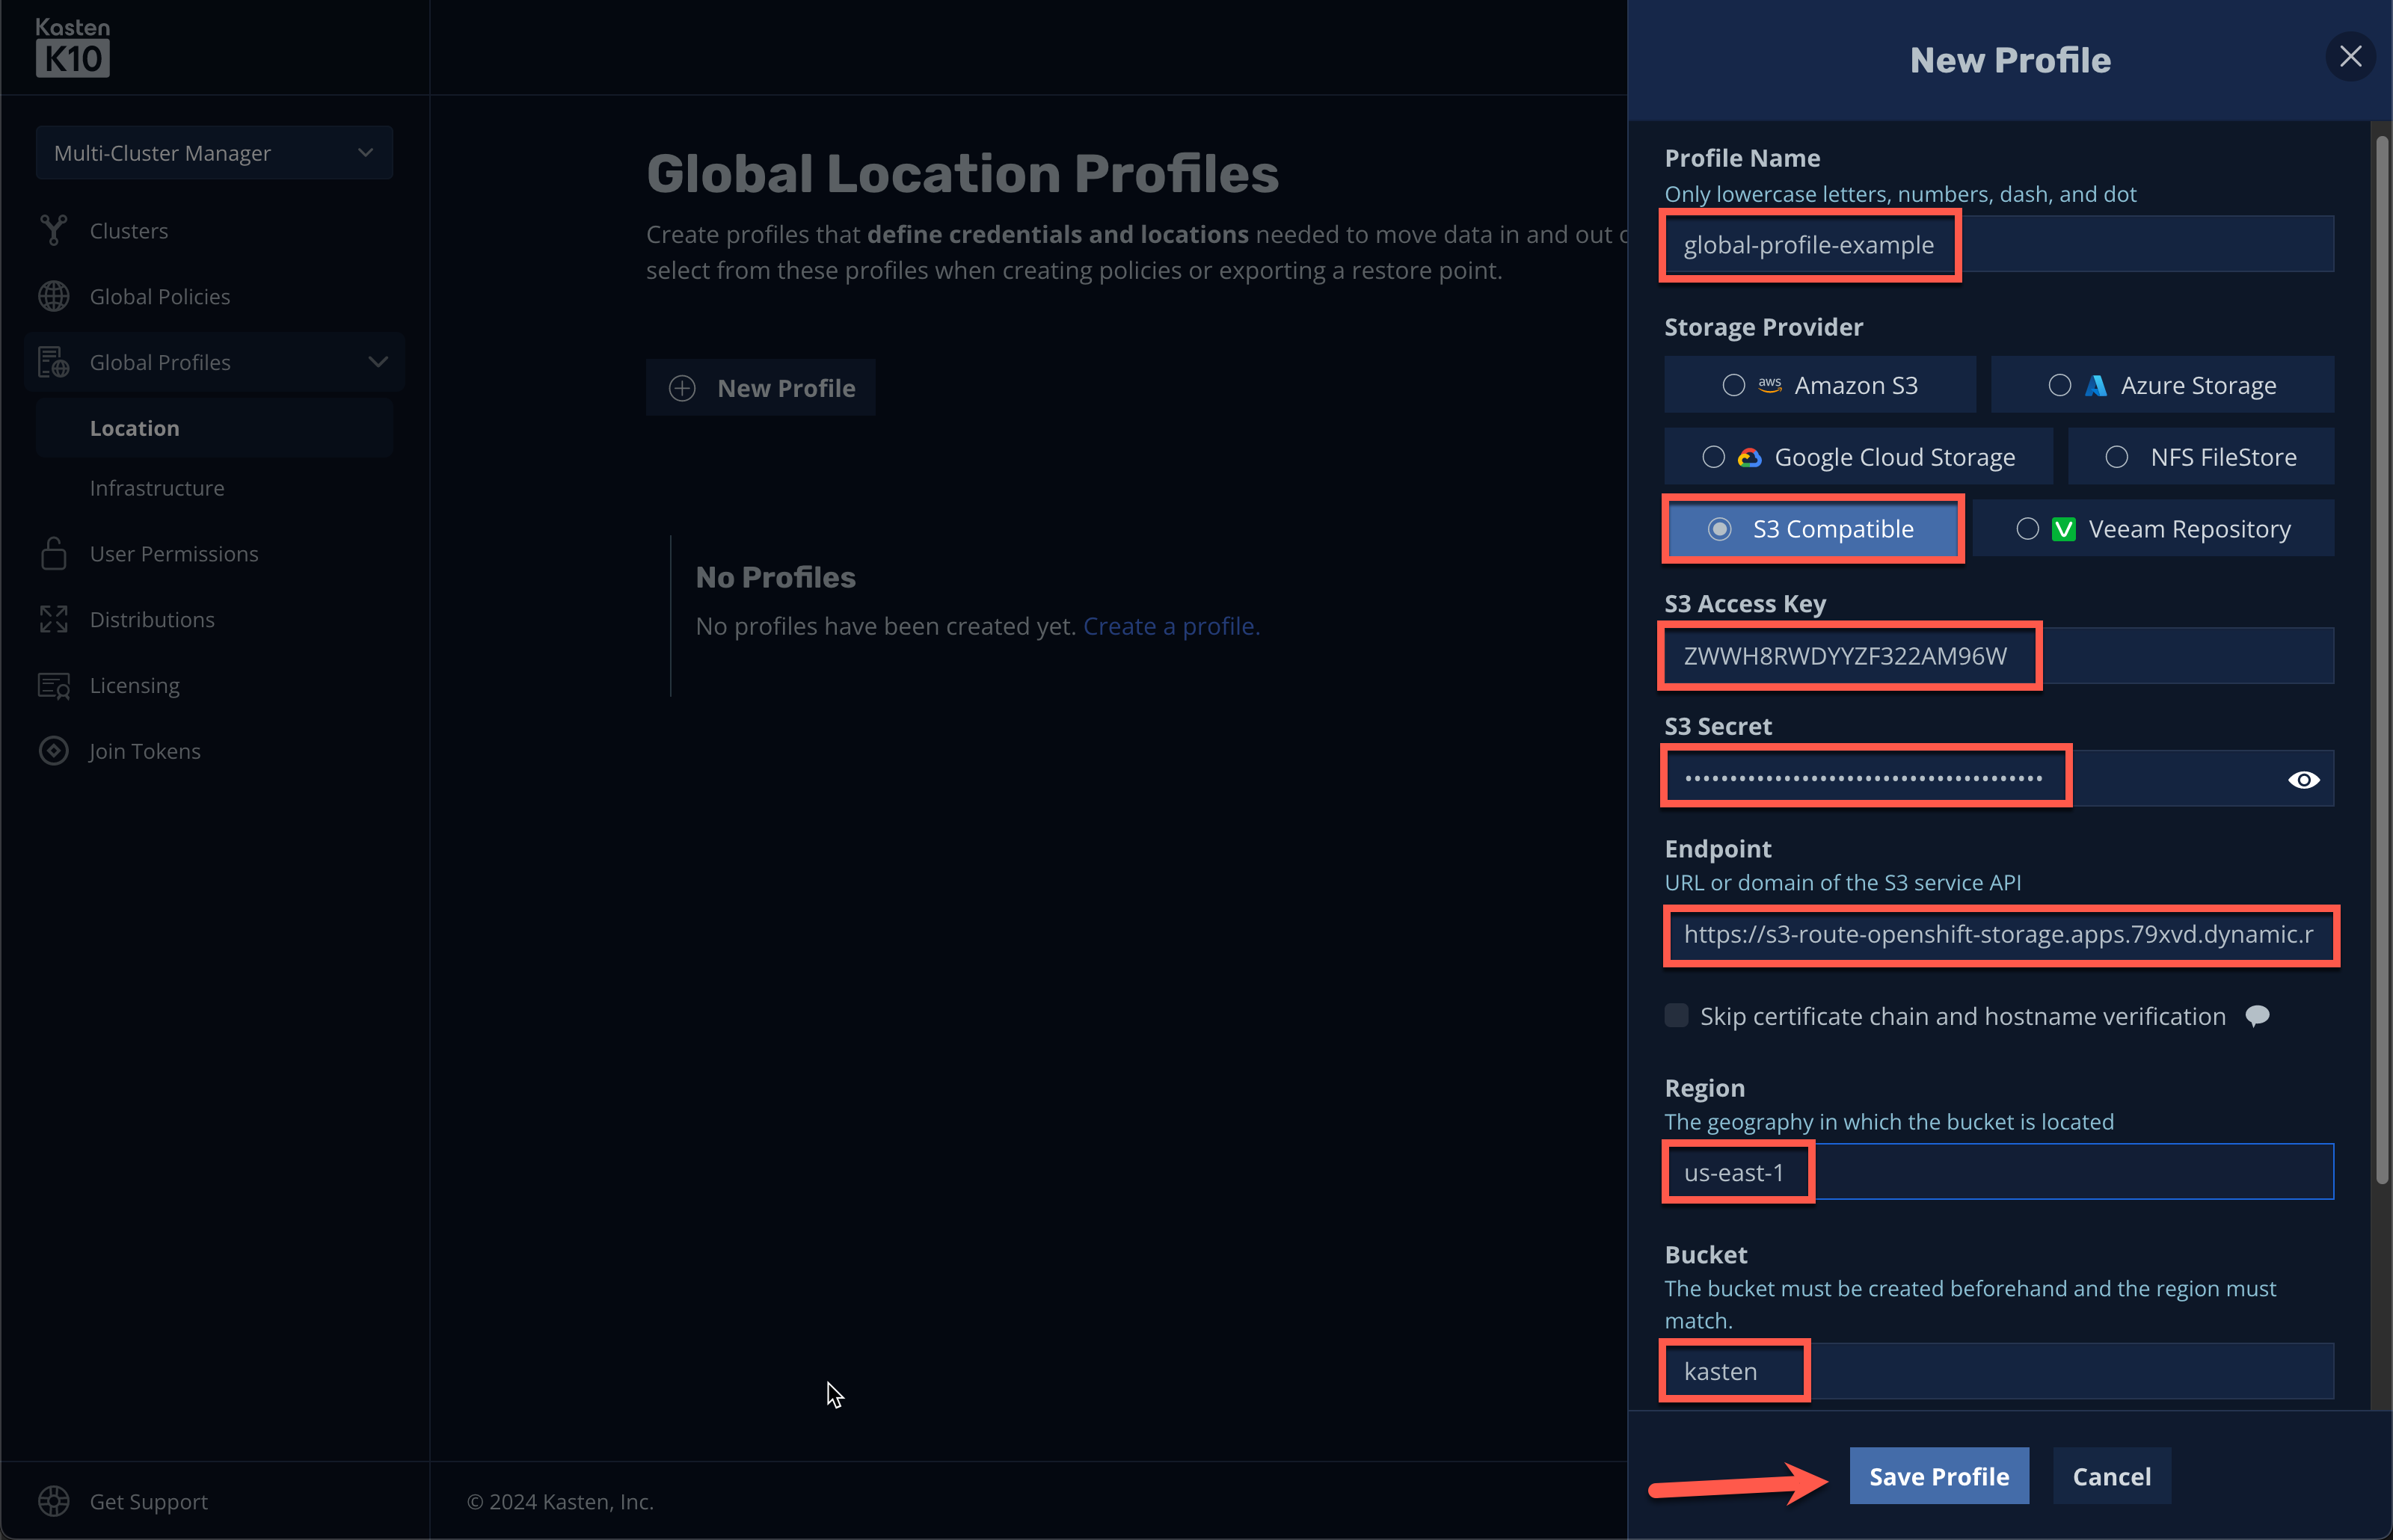 Kasten
K10
Multi-Cluster Manager
Clusters
Global Policies
Global Profiles
Location
Infrastructure
User Permissions
Distributions
Licensing
Join Tokens
Get Support
Global Location Profiles
Create profiles that define credentials and locations needed to move data in and out
select from these profiles when creating policies or exporting a restore point.
New Profile
No Profiles
No profiles have been created yet. Create a profile.
© 2024 Kasten, Inc.
New Profile
Profile Name
Only lowercase letters, numbers, dash, and dot
global-profile-example
Storage Provider
aws Amazon S3
Azure Storage
Google Cloud Storage
NFS FileStore
S3 Compatible
V Veeam Repository
S3 Access Key
ZWWH8RWDYYZF322AM96W
S3 Secret
••••••••••••••••••••••••••••••••••••••••
Endpoint
URL or domain of the S3 service API
https://s3-route-openshift-storage.apps.79xvd.dynamic.r
Skip certificate chain and hostname verification
Region
The geography in which the bucket is located
us-east-1
Bucket
The bucket must be created beforehand and the region must
match.
kasten
Save Profile
Cancel